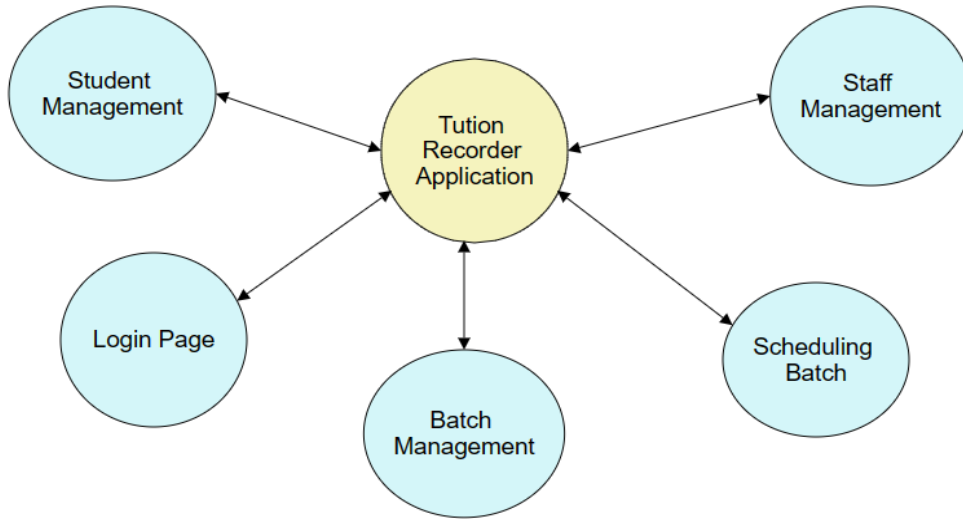 Student
Management
Tution
Recorder
Application
Staff
Management
Login Page
Batch
Management
Scheduling
Batch